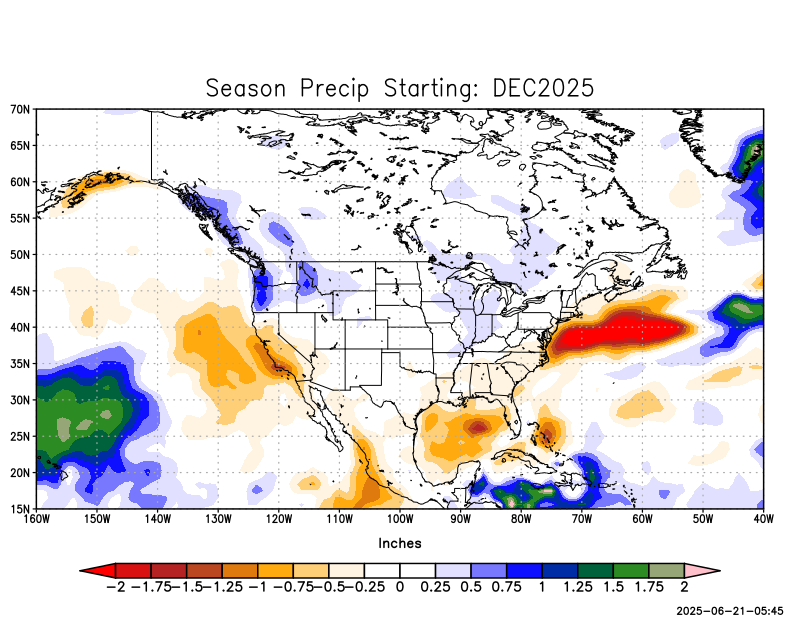 Season Precip Starting: DEC2025
70N
65N
60N
55N
50N
45N
40N
35N
30N
25N
20N
15N
160W 150W 140W 130W 120W 110W 100W 90W 80W 70W 60W 50W 40W
Inches
−2 −1.75 −1.5 −1.25 −1 −0.75 −0.5 −0.25 0 0.25 0.5 0.75 1 1.25 1.5 1.75 2
2025-06-21-05:45